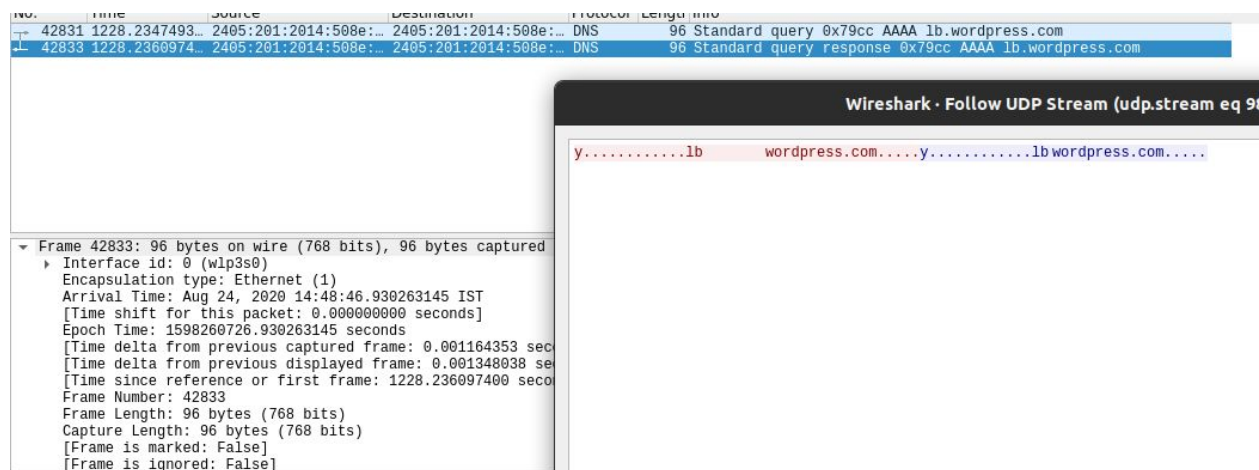 No. Time Source Destination Protocol Lengtl Info
42831 1228.2347493… 2405:201:2014:508e:… 2405:201:2014:508e:… DNS 96 Standard query 0x79cc AAAA lb.wordpress.com
42833 1228.2360974… 2405:201:2014:508e:… 2405:201:2014:508e:… DNS 96 Standard query response 0x79cc AAAA lb.wordpress.com
Wireshark · Follow UDP Stream (udp.stream eq 98
y............lb wordpress.com.....y............lb wordpress.com.....
Frame 42833: 96 bytes on wire (768 bits), 96 bytes captured
Interface id: 0 (wlp3s0)
Encapsulation type: Ethernet (1)
Arrival Time: Aug 24, 2020 14:48:46.930263145 IST
[Time shift for this packet: 0.000000000 seconds]
Epoch Time: 1598260726.930263145 seconds
[Time delta from previous captured frame: 0.001164353 seco
[Time delta from previous displayed frame: 0.001348038 se
[Time since reference or first frame: 1228.236097400 secon
Frame Number: 42833
Frame Length: 96 bytes (768 bits)
Capture Length: 96 bytes (768 bits)
[Frame is marked: False]
[Frame is ignored: False]